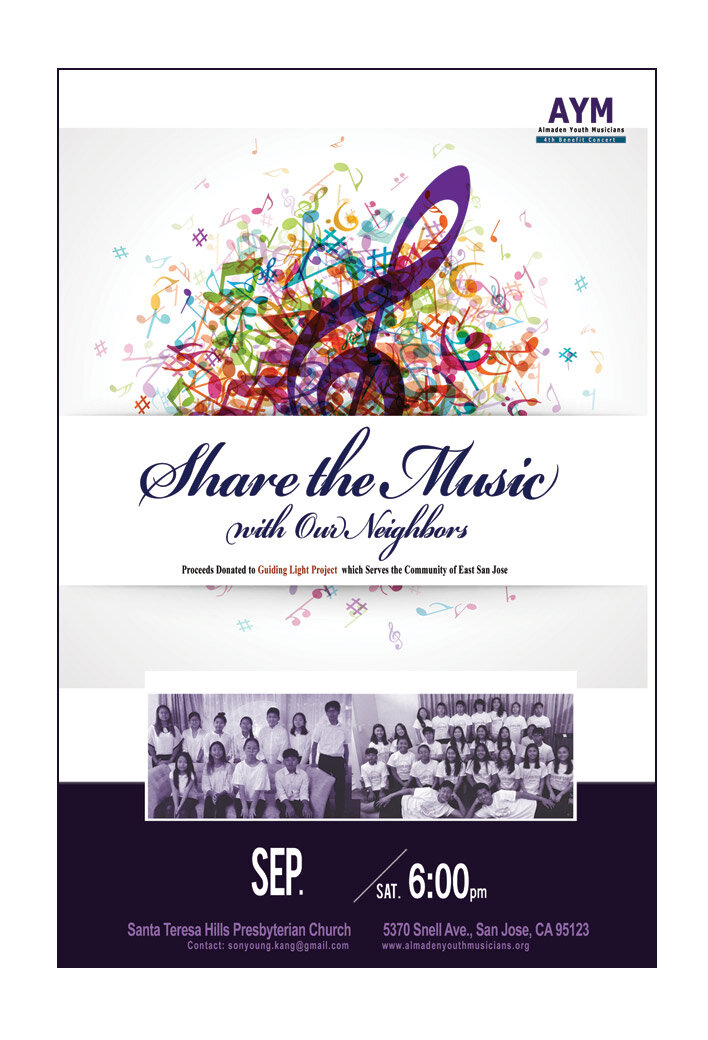 AYM
Almaden Youth Musicians
4th Benefit Concert
Share the Music
with Our Neighbors
Proceeds Donated to Guiding Light Project which Serves the Community of East San Jose
SEP. SAT. 6:00pm
Santa Teresa Hills Presbyterian Church 5370 Snell Ave., San Jose, CA 95123
Contact: sonyoung.kang@gmail.com www.almadenyouthmusicians.org